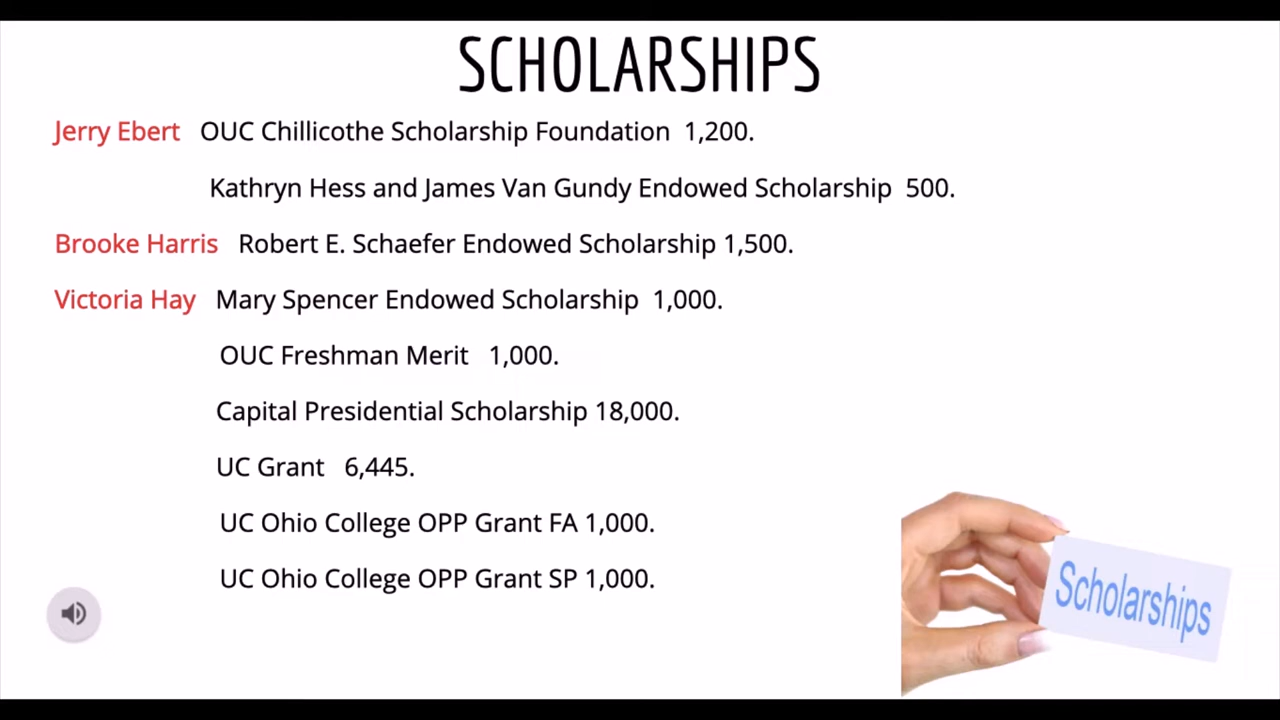 SCHOLARSHIPS
Jerry Ebert OUC Chillicothe Scholarship Foundation 1,200.
Kathryn Hess and James Van Gundy Endowed Scholarship 500.
Brooke Harris Robert E. Schaefer Endowed Scholarship 1,500.
Victoria Hay Mary Spencer Endowed Scholarship 1,000.
OUC Freshman Merit 1,000.
Capital Presidential Scholarship 18,000.
UC Grant 6,445.
UC Ohio College OPP Grant FA 1,000.
UC Ohio College OPP Grant SP 1,000.
Scholarships